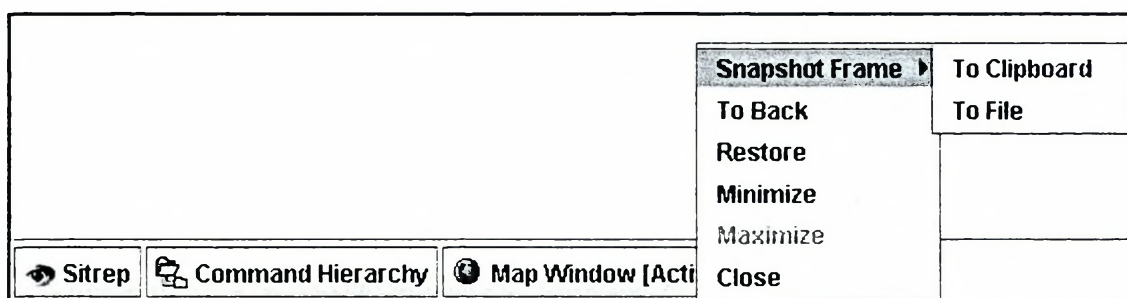 Snapshot Frame
To Clipboard
To Back
To File
Restore
Minimize
Maximize
Close
Sitrep
Command Hierarchy
Map Window [Acti